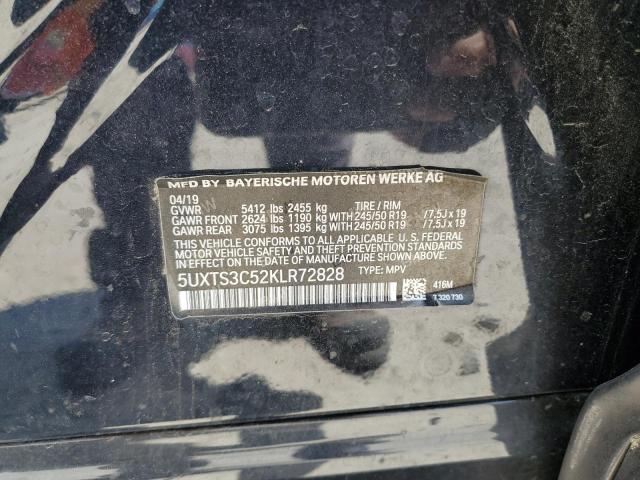 MFD BY BAYERISCHE MOTOREN WERKE AG
04/19
GVWR 5412 lbs 2455 kg TIRE / RIM
GAWR FRONT 2624 lbs 1190 kg WITH 245/50 R19 /7.5J x 19
GAWR REAR 3075 lbs 1395 kg WITH 245/50 R19 /7.5J x 19
THIS VEHICLE CONFORMS TO ALL APPLICABLE U. S. FEDERAL
MOTOR VEHICLE SAFETY, BUMPER,
AND THEFT PREVENTION STANDARDS
IN EFFECT ON THE DATE OF MANUFACTURE SHOWN ABOVE.
5UXTS3C52KLR72828 TYPE: MPV
416M
7 320 730